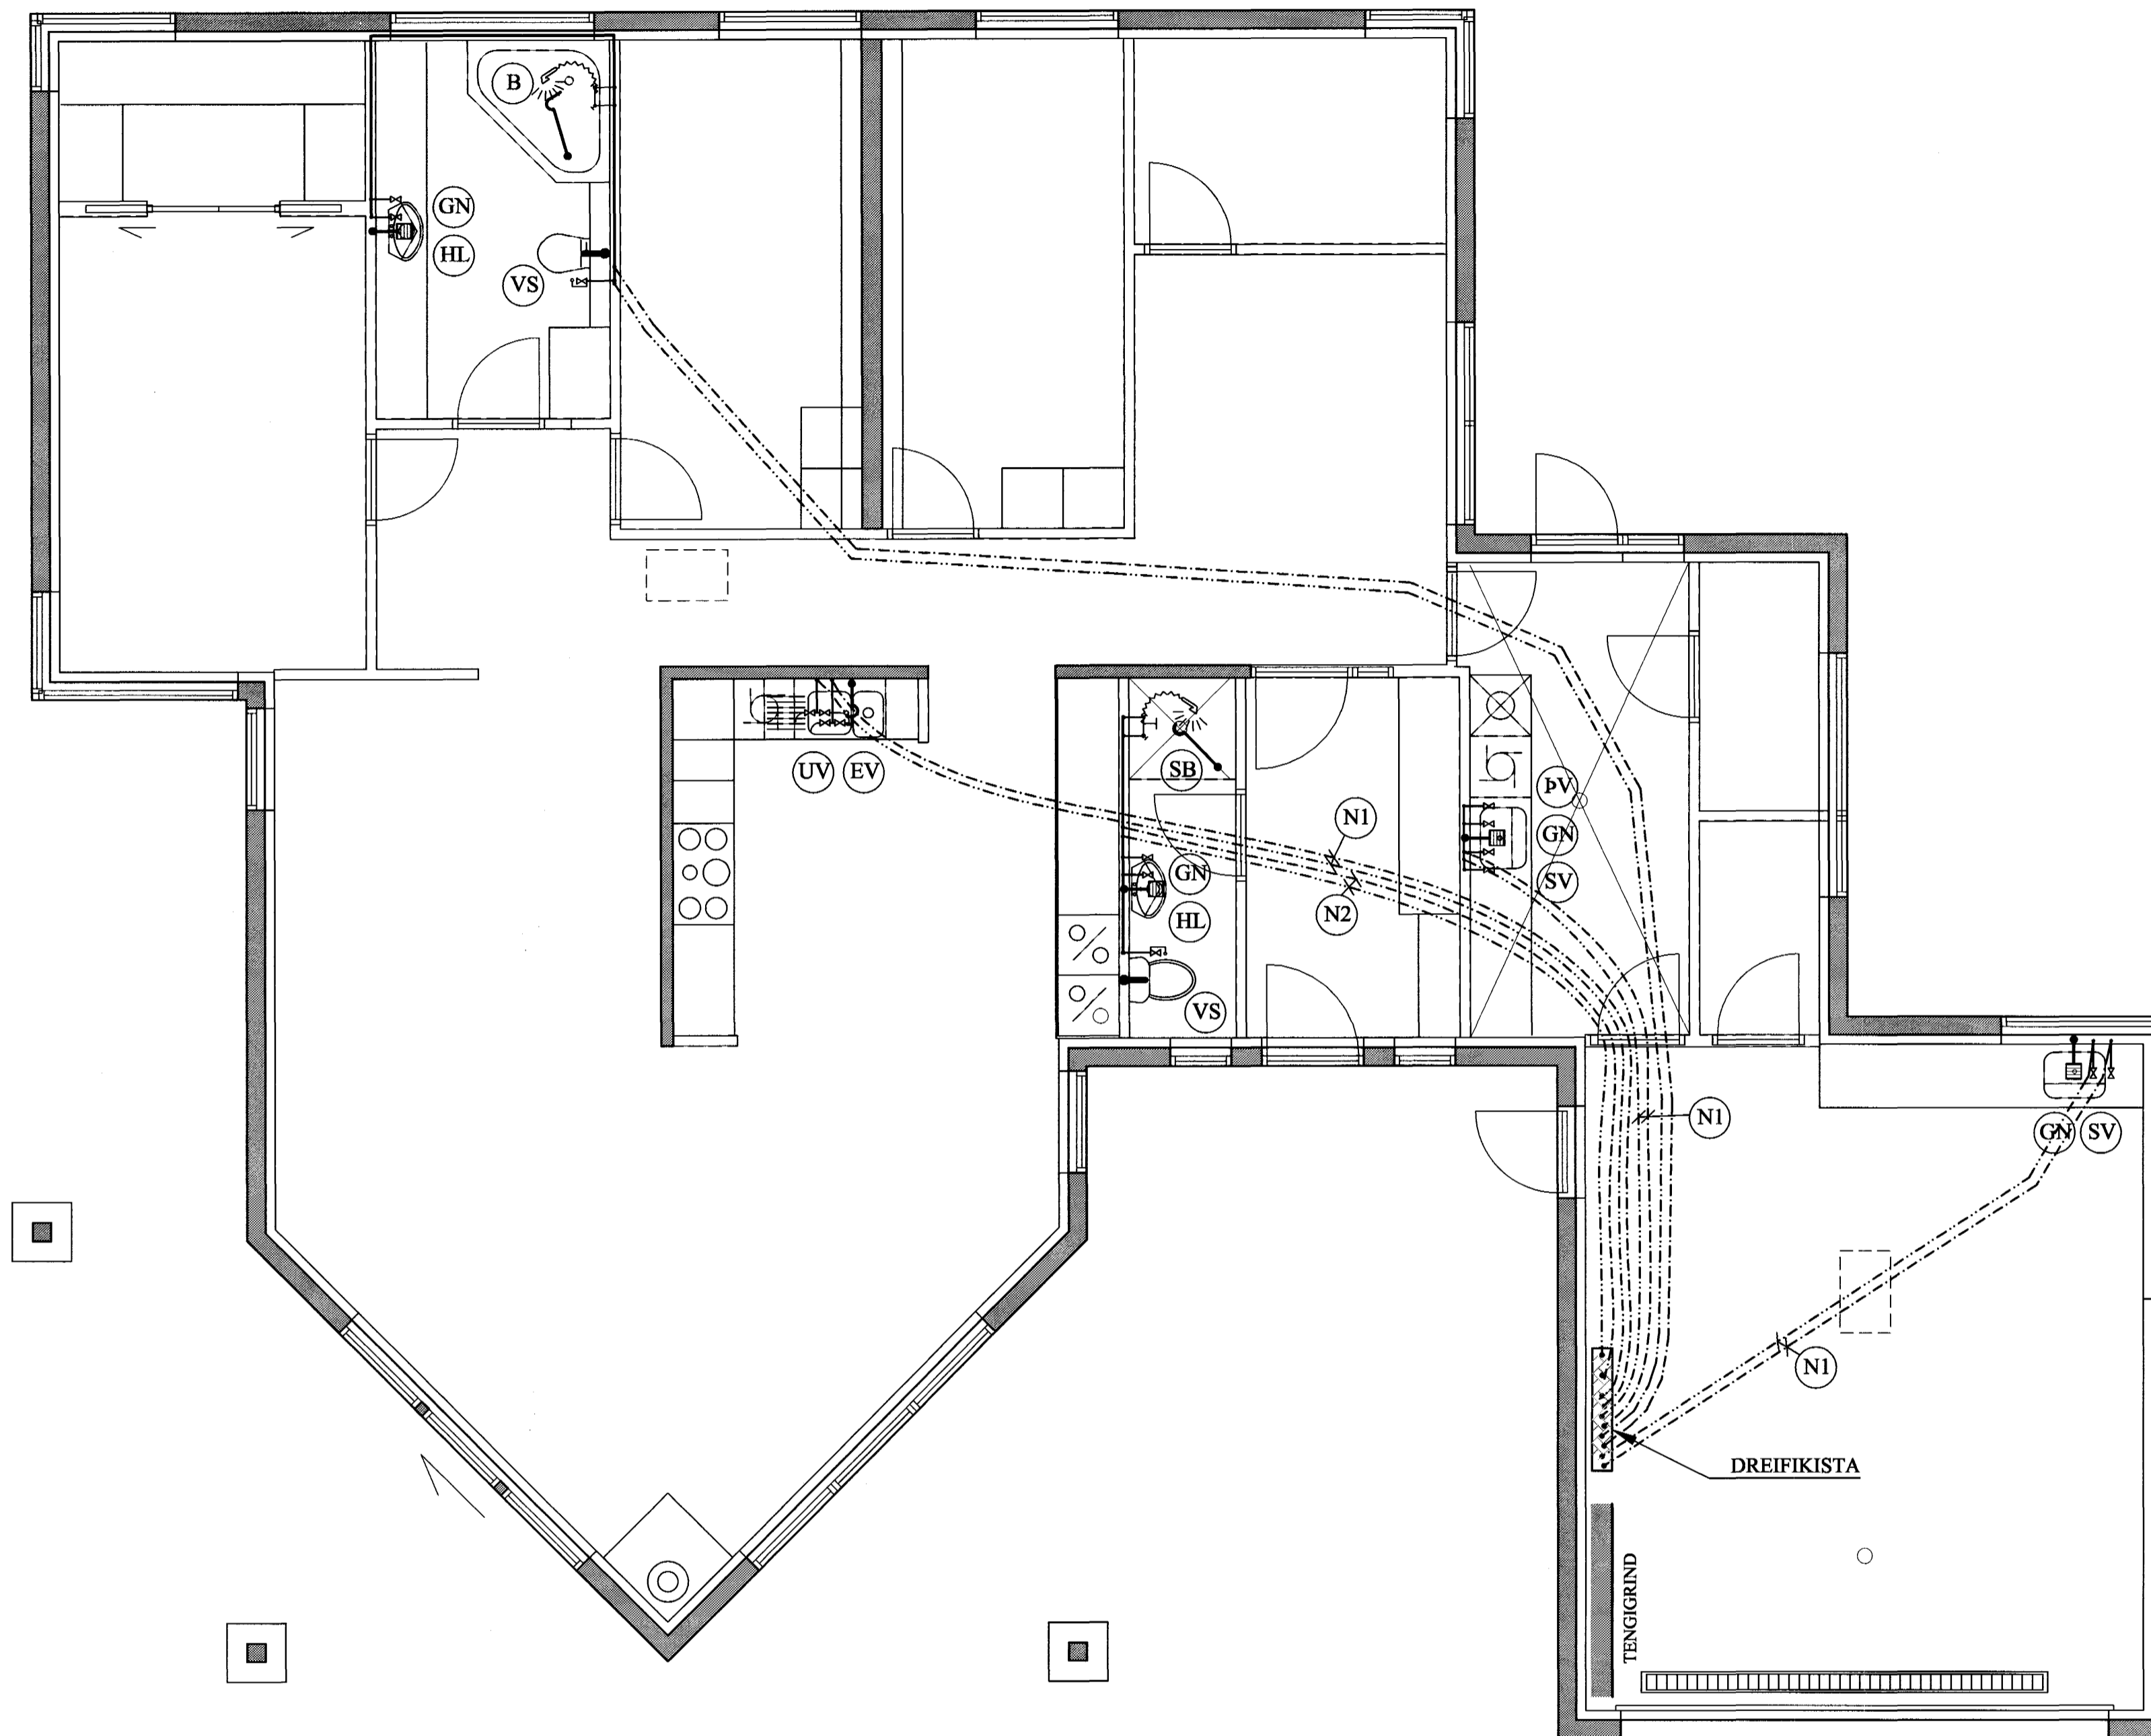 B
GN
HL
VS
UV EV
SB
ÞV
N1
GN
GN
SV
N2
HL
VS
N1
GN SV
N1
DREIFIKISTA
TENGIGRIND